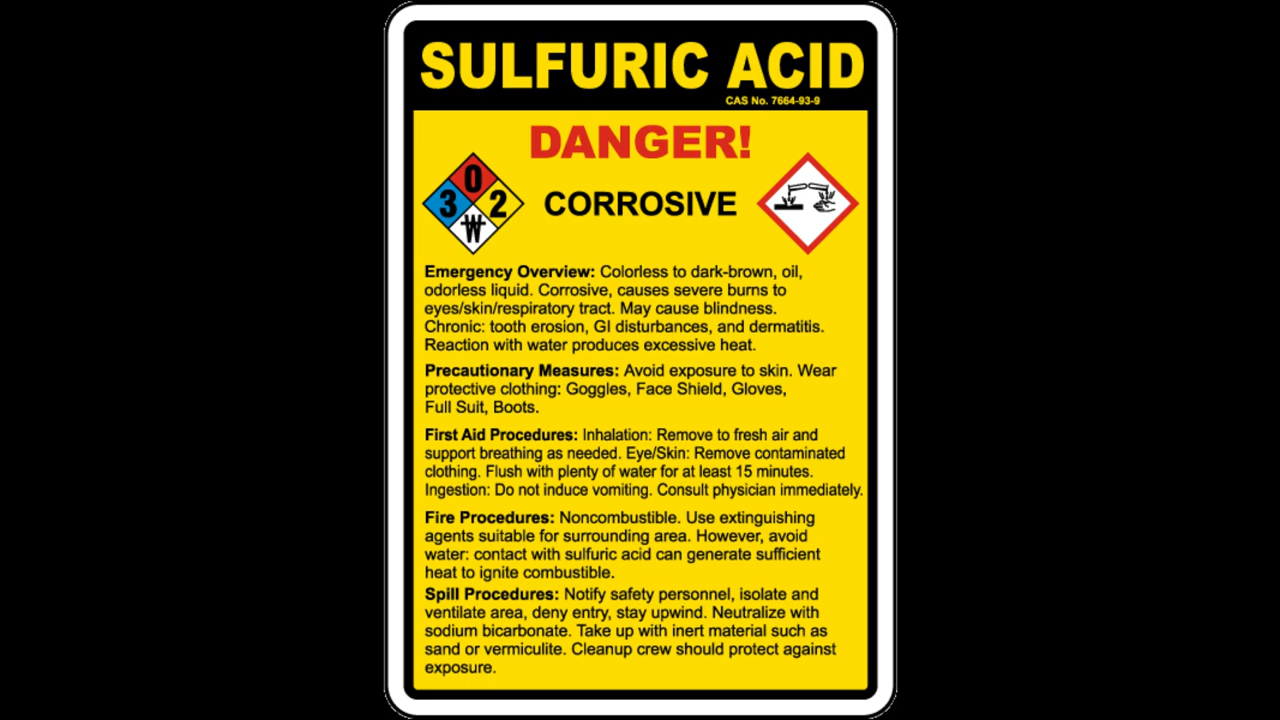 SULFURIC ACID
CAS No. 7664-93-9
DANGER!
0
3 2
W
CORROSIVE
Emergency Overview: Colorless to dark-brown, oil,
odorless liquid. Corrosive, causes severe burns to
eyes/skin/respiratory tract. May cause blindness.
Chronic: tooth erosion, GI disturbances, and dermatitis.
Reaction with water produces excessive heat.
Precautionary Measures: Avoid exposure to skin. Wear
protective clothing: Goggles, Face Shield, Gloves,
Full Suit, Boots.
First Aid Procedures: Inhalation: Remove to fresh air and
support breathing as needed. Eye/Skin: Remove contaminated
clothing. Flush with plenty of water for at least 15 minutes.
Ingestion: Do not induce vomiting. Consult physician immediately.
Fire Procedures: Noncombustible. Use extinguishing
agents suitable for surrounding area. However, avoid
water: contact with sulfuric acid can generate sufficient
heat to ignite combustible.
Spill Procedures: Notify safety personnel, isolate and
ventilate area, deny entry, stay upwind. Neutralize with
sodium bicarbonate. Take up with inert material such as
sand or vermiculite. Cleanup crew should protect against
exposure.